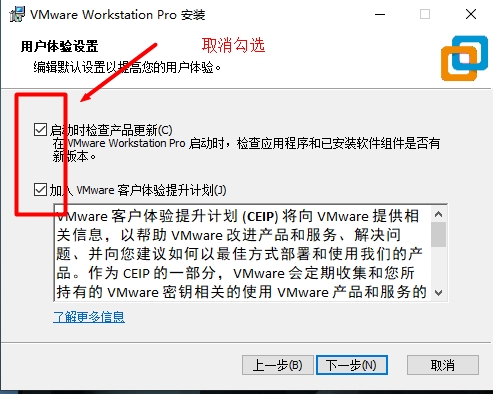 VMware Workstation Pro 安装
用户体验设置
取消勾选
编辑默认设置以提高您的用户体验。
启动时检查产品更新(C)
在 VMware Workstation Pro 启动时，检查应用程序和已安装软件组件是否有
新版本。
加入 VMware 客户体验提升计划(J)
VMware 客户体验提升计划 (CEIP) 将向 VMware 提供相
关信息，以帮助 VMware 改进产品和服务、解决问
题、并向您建议如何以最佳方式部署和使用我们的产
品。作为 CEIP 的一部分，VMware 会定期收集和您所
持有的 VMware 密钥相关的使用 VMware 产品和服务的
了解更多信息
上一步(B)
下一步(N)
取消